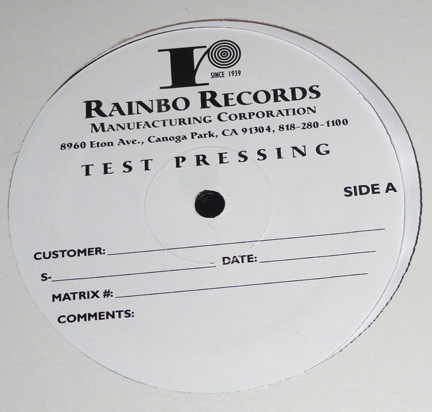 r
SINCE 1939
RAINBO RECORDS
MANUFACTURING CORPORATION
8960 Eton Ave., Canoga Park, CA 91304, 818-280-1100
TEST PRESSING
SIDE A
CUSTOMER:
S- DATE:
MATRIX #:
COMMENTS: